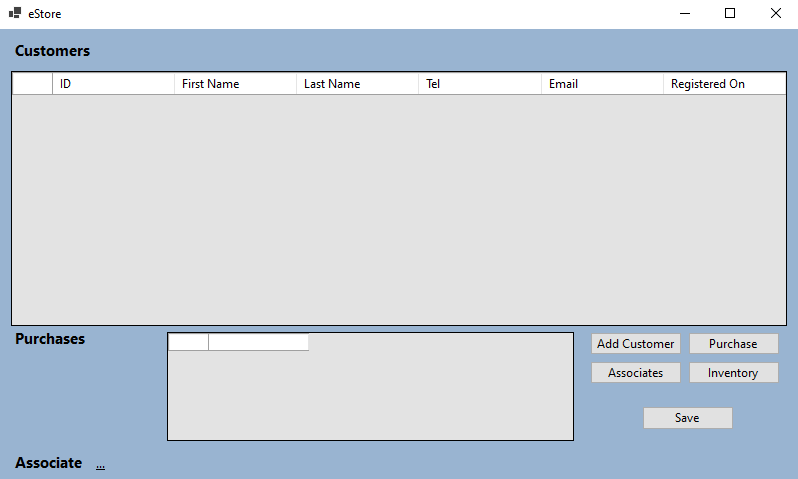 eStore
Customers
ID First Name Last Name Tel Email Registered On
Purchases
Add Customer Purchase
Associates Inventory
Save
Associate ...